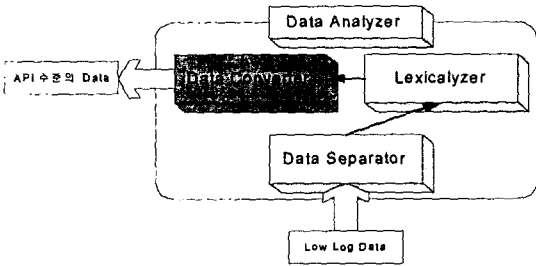 Data Analyzer
API 수준의 Data
Data Converter
Lexicalyzer
Data Separator
Low Log Data